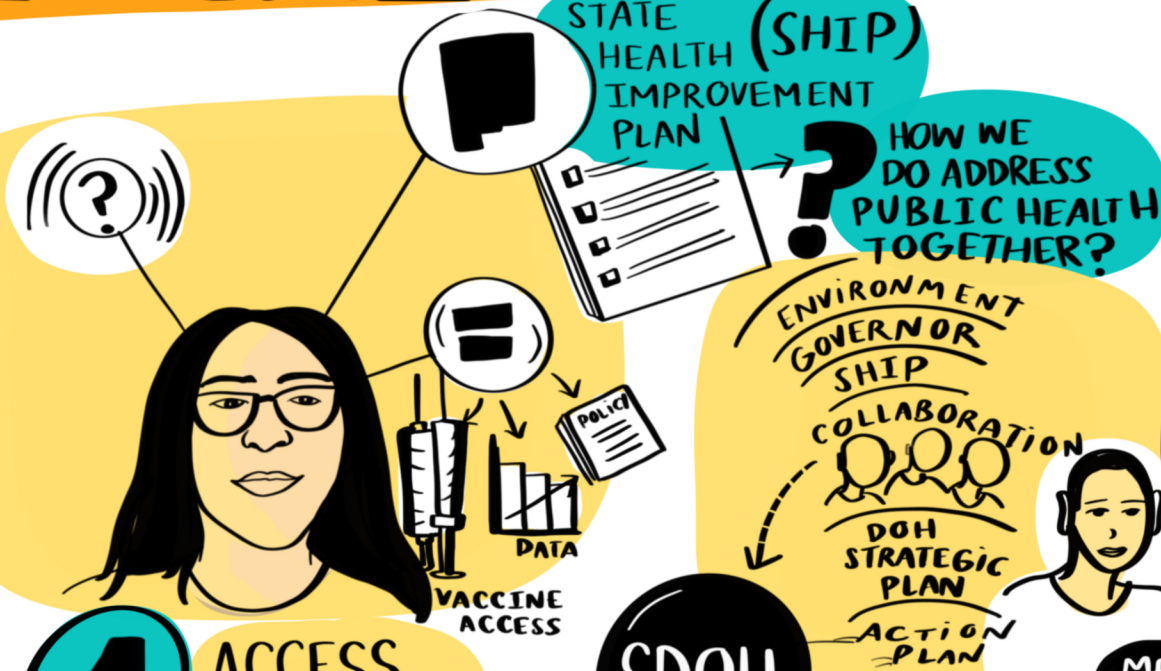 STATE
HEALTH (SHIP)
IMPROVEMENT
PLAN
?
?
HOW WE
DO ADDRESS
PUBLIC HEALTH
TOGETHER?
ENVIRONMENT
GOVERNOR
SHIP
COLLABORATION
DOH
STRATEGIC
PLAN
ACTION
PLAN
=
POLICY
DATA
VACCINE
ACCESS
ACCESS
SDOH